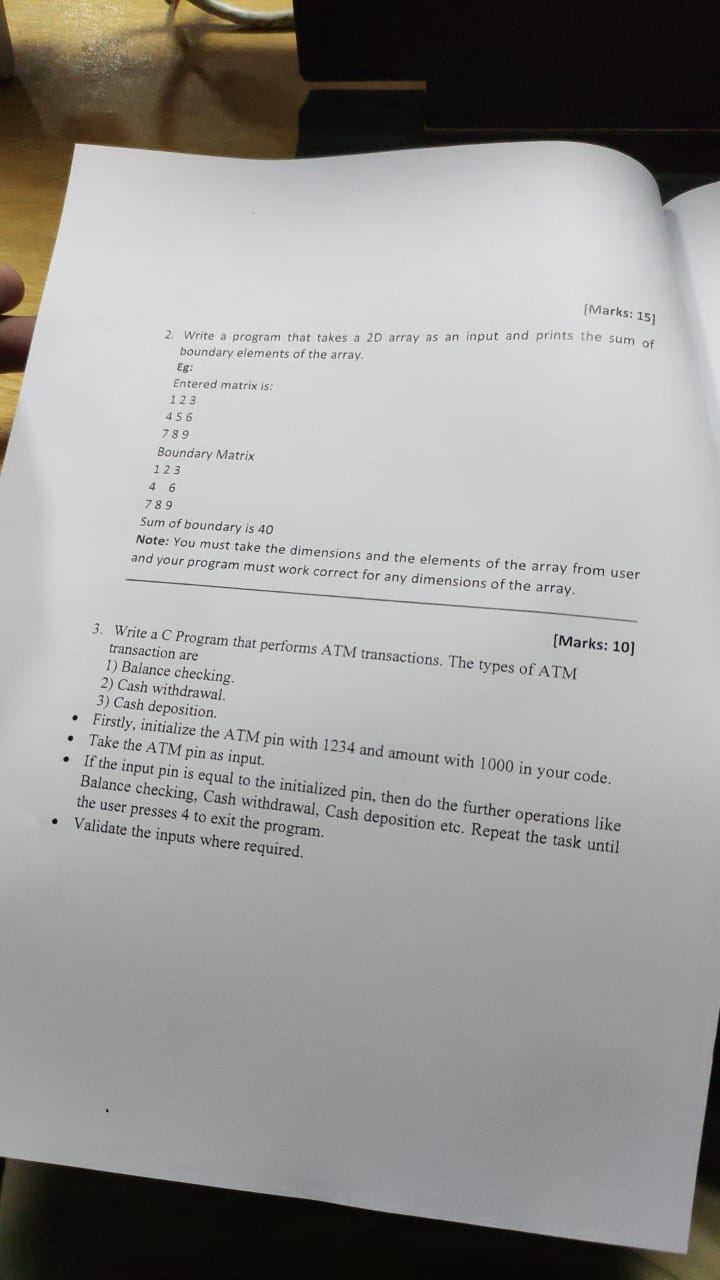 [Marks: 15]
2. Write a program that takes a 2D array as an input and prints the sum of
boundary elements of the array.
Eg:
Entered matrix is:
1 2 3
4 5 6
7 8 9
Boundary Matrix
1 2 3
4   6
7 8 9
Sum of boundary is 40
Note: You must take the dimensions and the elements of the array from user
and your program must work correct for any dimensions of the array.
[Marks: 10]
3. Write a C Program that performs ATM transactions. The types of ATM
transaction are
1) Balance checking.
2) Cash withdrawal.
3) Cash deposition.
• Firstly, initialize the ATM pin with 1234 and amount with 1000 in your code.
• Take the ATM pin as input.
• If the input pin is equal to the initialized pin, then do the further operations like
Balance checking, Cash withdrawal, Cash deposition etc. Repeat the task until
the user presses 4 to exit the program.
• Validate the inputs where required.